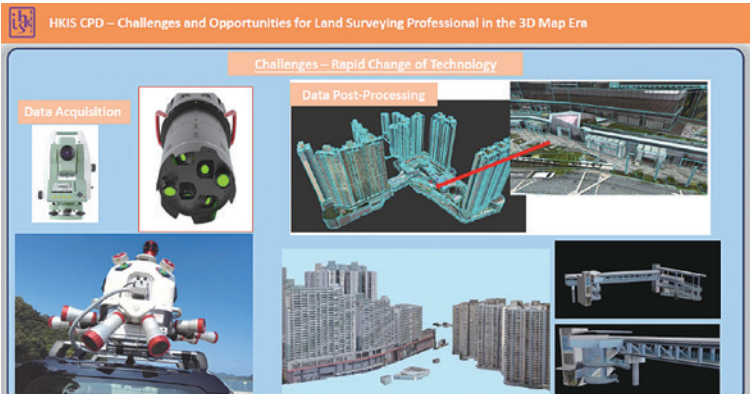 HKIS CPD – Challenges and Opportunities for Land Surveying Professional in the 3D Map Era
Challenges – Rapid Change of Technology
Data Acquisition
Data Post-Processing